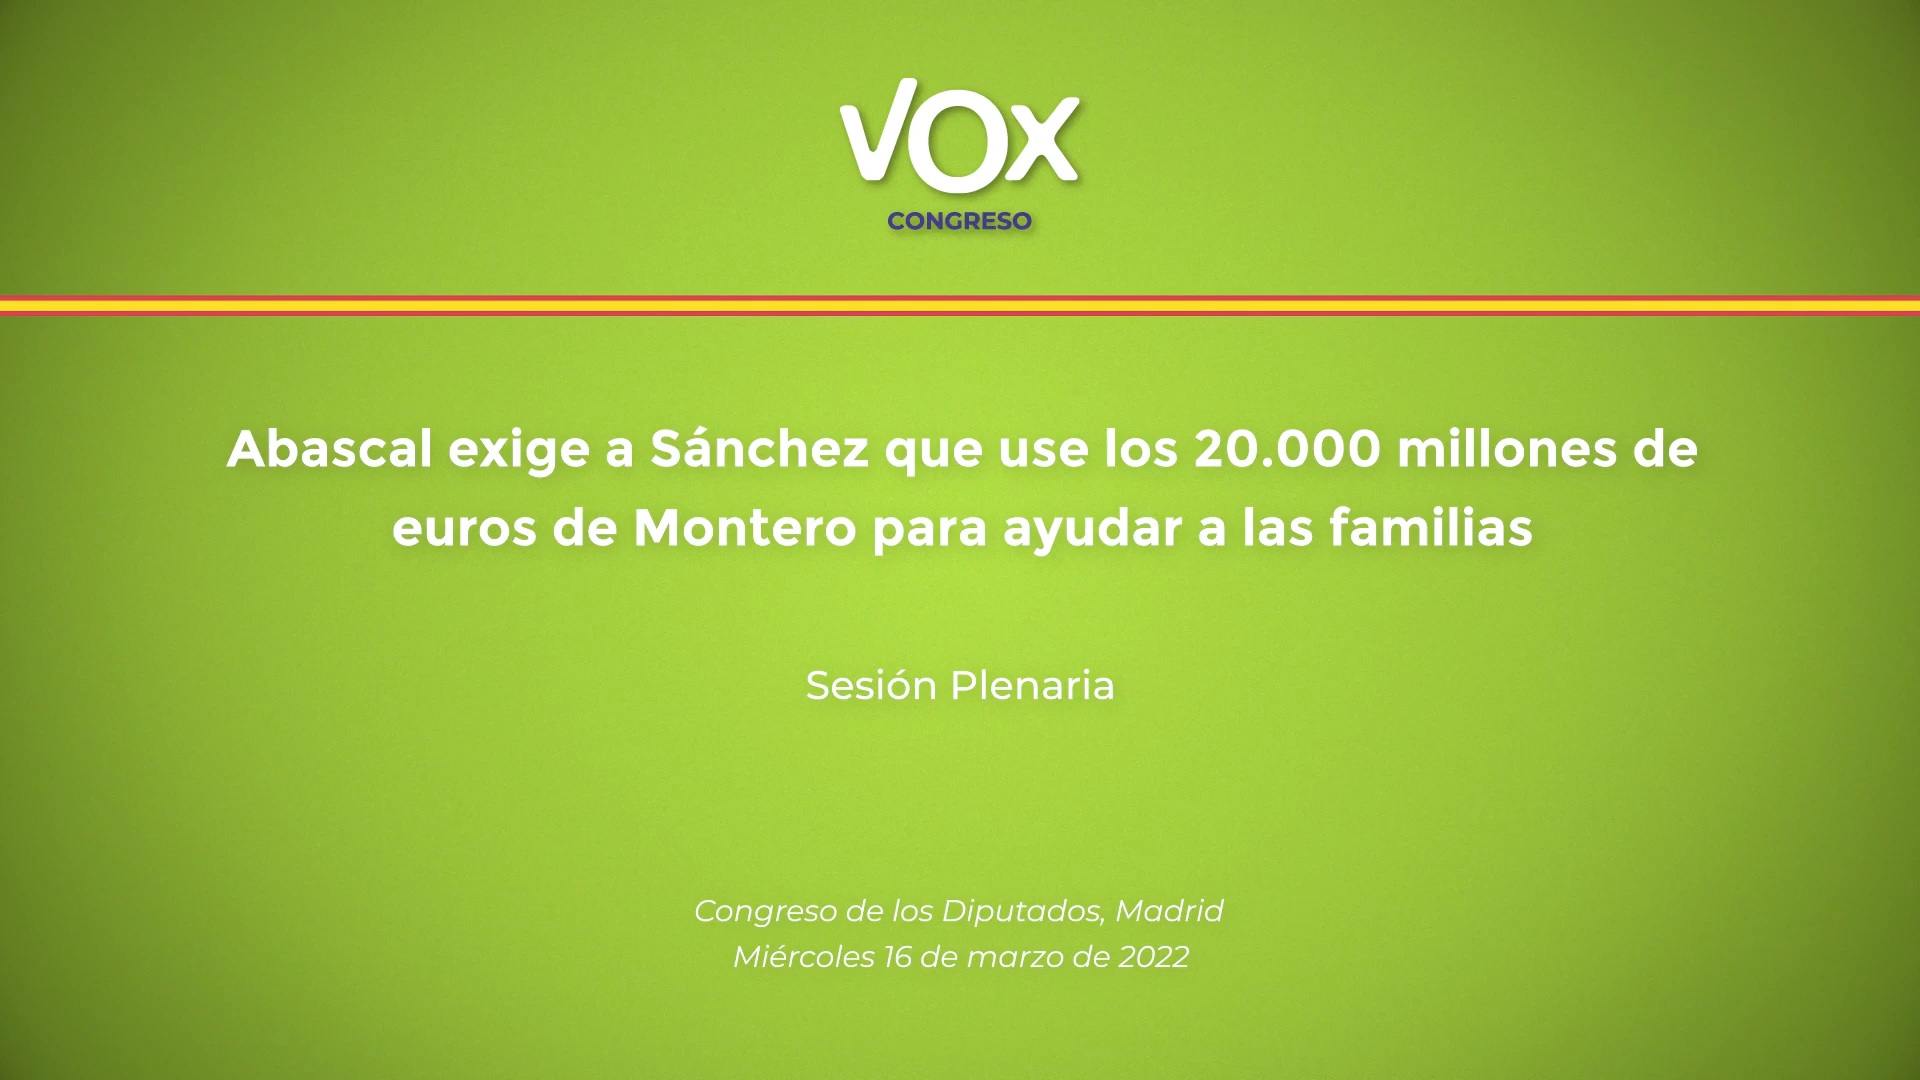 VOX
CONGRESO
Abascal exige a Sánchez que use los 20.000 millones de
euros de Montero para ayudar a las familias
Sesión Plenaria
Congreso de los Diputados, Madrid
Miércoles 16 de marzo de 2022